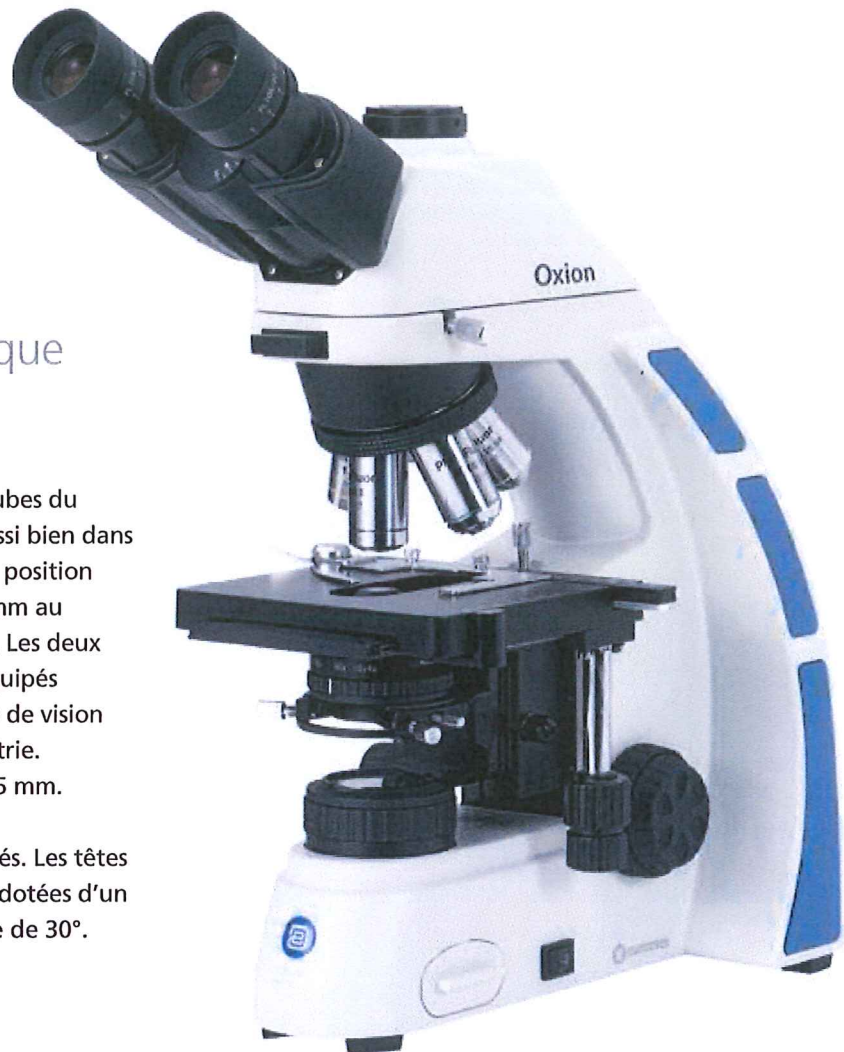 Oxion
que
ubes du
ssi bien dans
position
mm au
Les deux
uipés
de vision
trie.
5 mm.
és. Les têtes
dotées d'un
e de 30°.